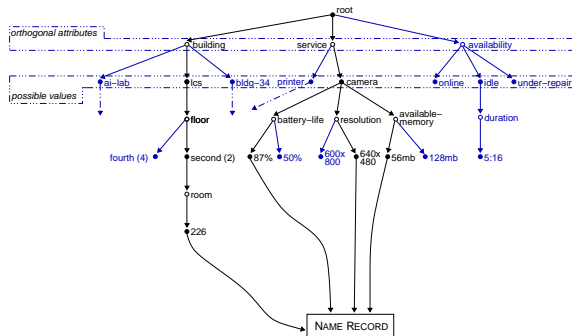 root
orthogonal attributes
building
service
availability
ai–lab
lcs
bldg–34
printer
camera
online
idle
under–repair
possible values
floor
battery–life
resolution
available–
memory
duration
fourth (4)
second (2)
87%
50%
600x
800
640x
480
56mb
128mb
5:16
room
226
NAME RECORD